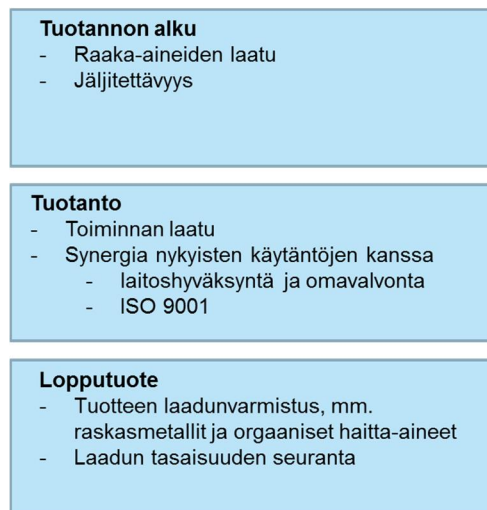 Tuotannon alku
- Raaka-aineiden laatu
- Jäljitettävyys
Tuotanto
- Toiminnan laatu
- Synergia nykyisten käytäntöjen kanssa
- laitoshyväksyntä ja omavalvonta
- ISO 9001
Lopputuote
- Tuotteen laadunvarmistus, mm.
raskasmetallit ja orgaaniset haitta-aineet
- Laadun tasaisuuden seuranta